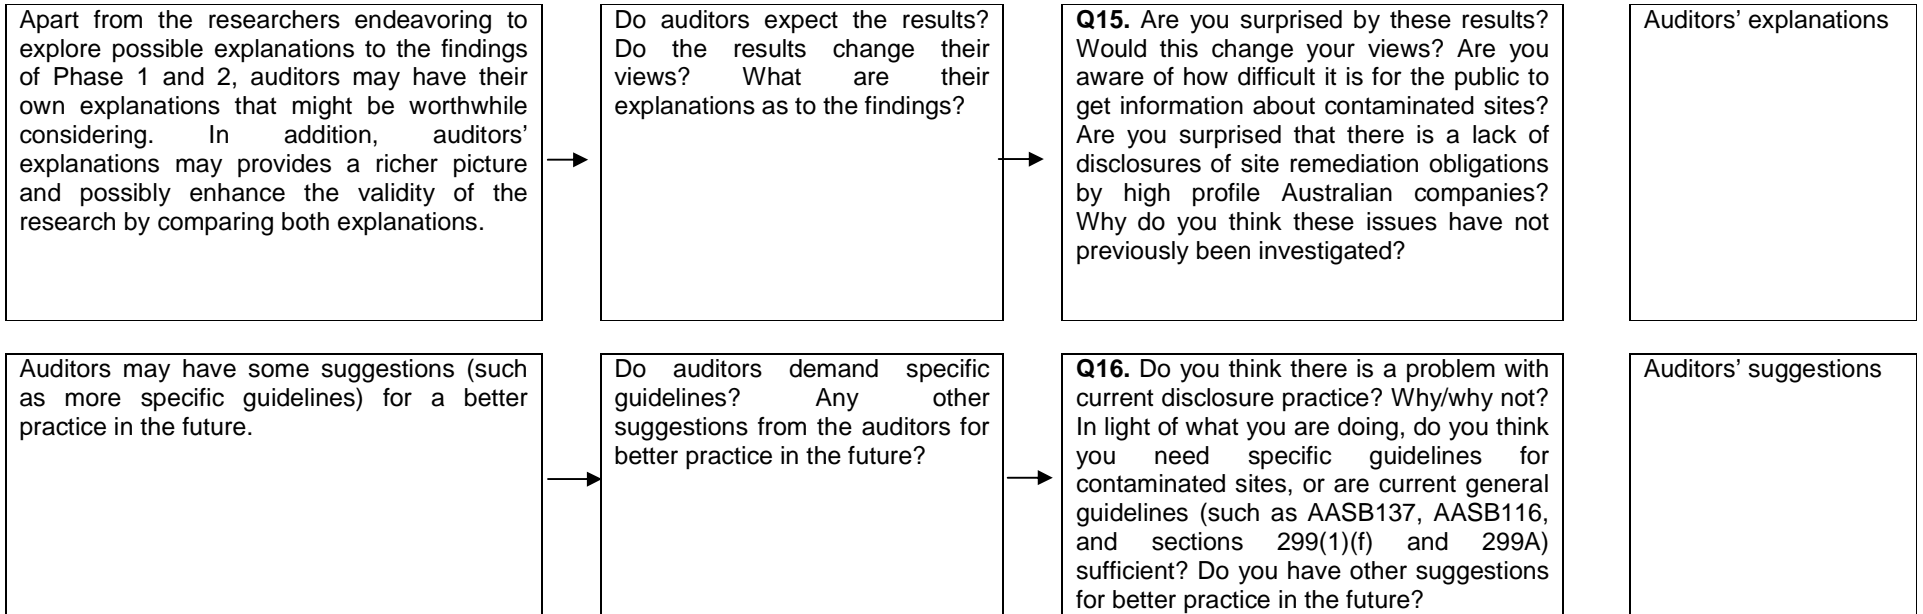 Apart from the researchers endeavoring to
explore possible explanations to the findings
of Phase 1 and 2, auditors may have their
own explanations that might be worthwhile
considering. In addition, auditors’
explanations may provides a richer picture
and possibly enhance the validity of the
research by comparing both explanations.
Do auditors expect the results?
Do the results change their
views? What are their
explanations as to the findings?
Q15. Are you surprised by these results?
Would this change your views? Are you
aware of how difficult it is for the public to
get information about contaminated sites?
Are you surprised that there is a lack of
disclosures of site remediation obligations
by high profile Australian companies?
Why do you think these issues have not
previously been investigated?
Auditors’ explanations
Auditors may have some suggestions (such
as more specific guidelines) for a better
practice in the future.
Do auditors demand specific
guidelines? Any other
suggestions from the auditors for
better practice in the future?
Q16. Do you think there is a problem with
current disclosure practice? Why/why not?
In light of what you are doing, do you think
you need specific guidelines for
contaminated sites, or are current general
guidelines (such as AASB137, AASB116,
and sections 299(1)(f) and 299A)
sufficient? Do you have other suggestions
for better practice in the future?
Auditors’ suggestions